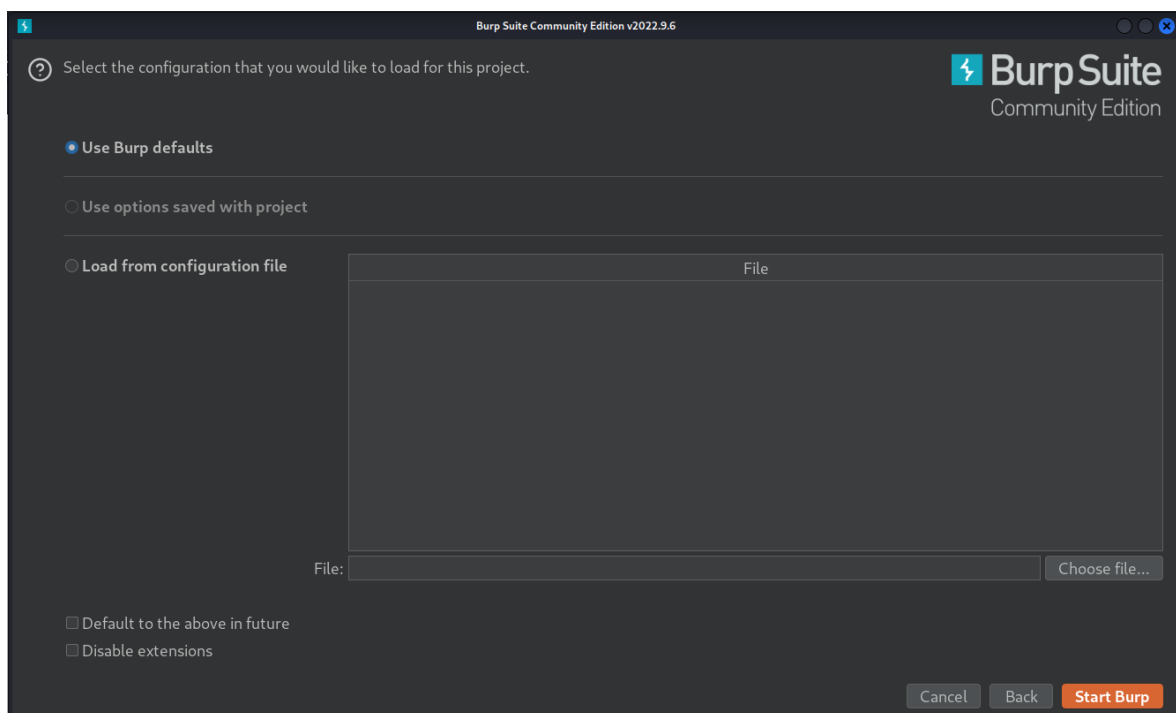 Burp Suite Community Edition v2022.9.6
Select the configuration that you would like to load for this project.
Burp Suite
Community Edition
Use Burp defaults
Use options saved with project
Load from configuration file
File
File:
Choose file...
Default to the above in future
Disable extensions
Cancel
Back
Start Burp